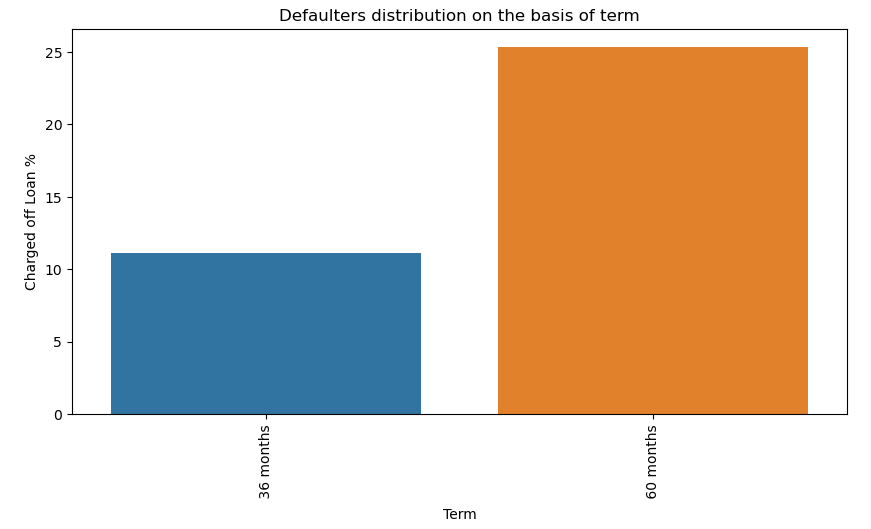 Defaulters distribution on the basis of term
Charged off Loan %
25
20
15
10
5
0
36 months
60 months
Term